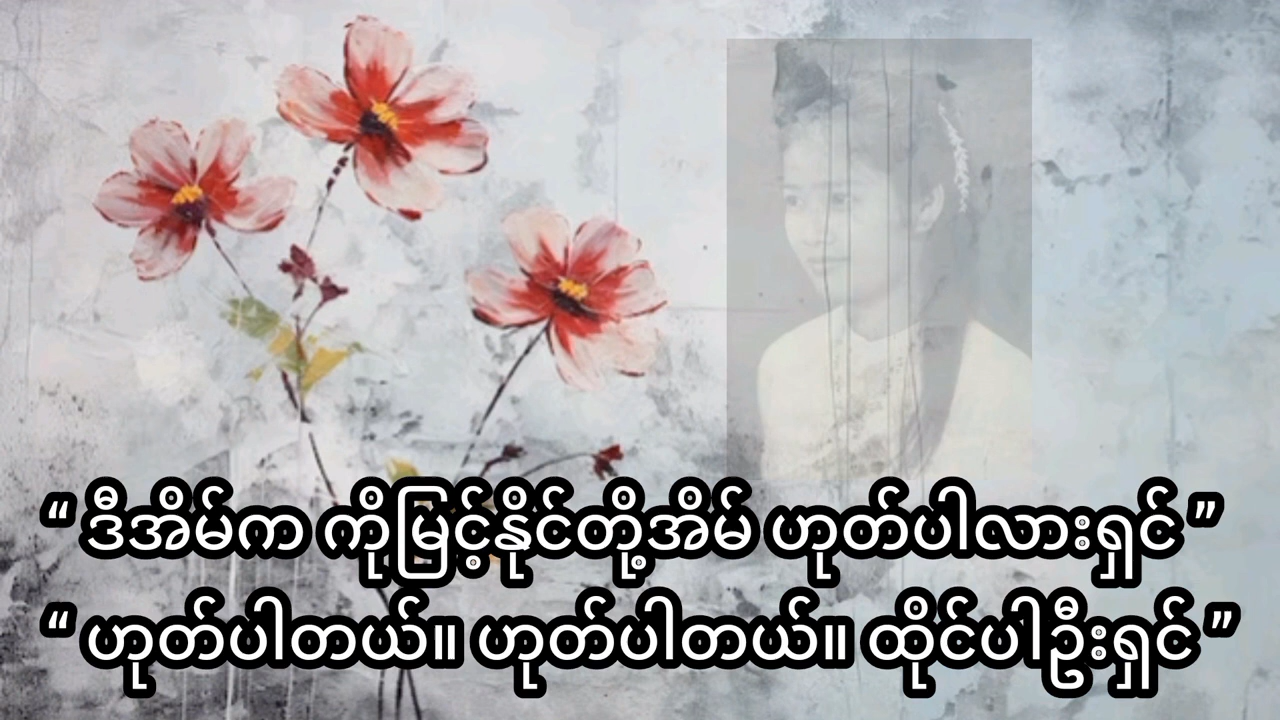 “ ဒီအိမ်က ကိုမြင့်နိုင်တို့အိမ် ဟုတ်ပါလားရှင် ”
“ ဟုတ်ပါတယ်။ ဟုတ်ပါတယ်။ ထိုင်ပါဦးရှင် ”